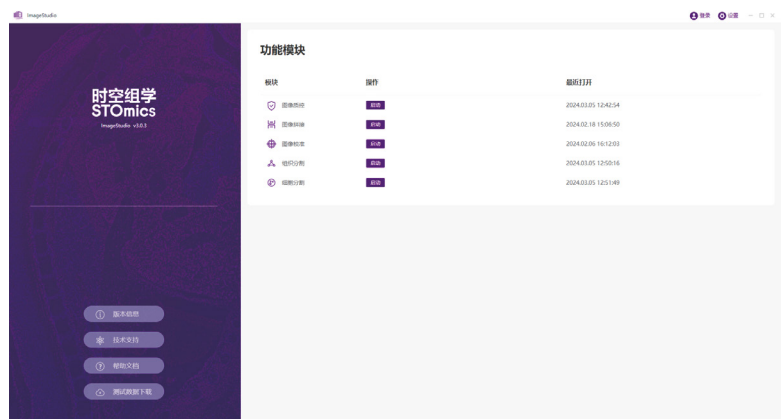 ImageStudio
登录 设置
时空组学
STOmics
ImageStudio v3.0.3
版本信息
技术支持
帮助文档
测试数据下载
功能模块
模块 操作 最近打开
图像质控 启动 2024.03.05 12:42:54
图像拼接 启动 2024.02.18 15:06:50
图像校准 启动 2024.02.06 16:12:03
组织分割 启动 2024.03.05 12:50:16
细胞分割 启动 2024.03.05 12:51:49